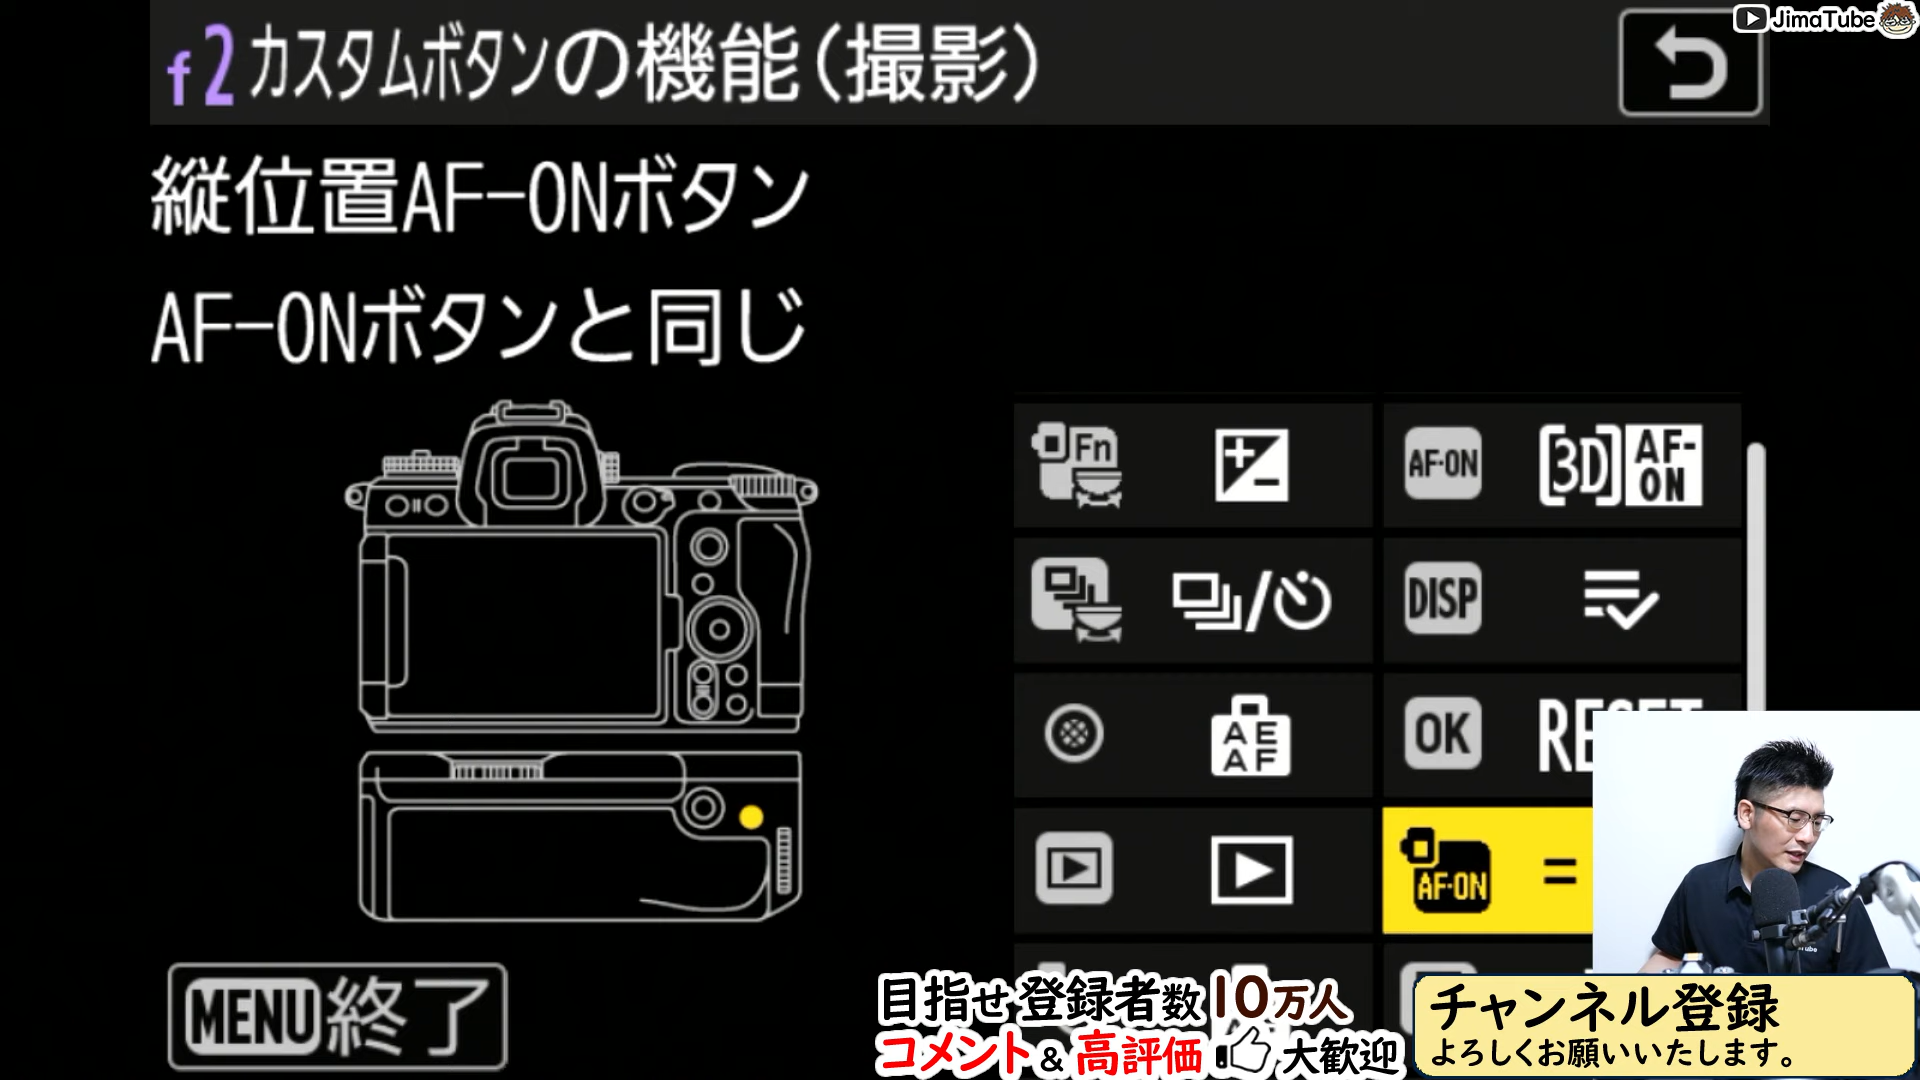 f2 カスタムボタンの機能(撮影)
JimaTube
縦位置AF-ONボタン
AF-ONボタンと同じ
Fn
AF-ON
[3D] AF-ON
DISP
AE AF
OK
AF-ON =
MENU終了
目指せ登録者数10万人
コメント&高評価 大歓迎
チャンネル登録
よろしくお願いいたします。